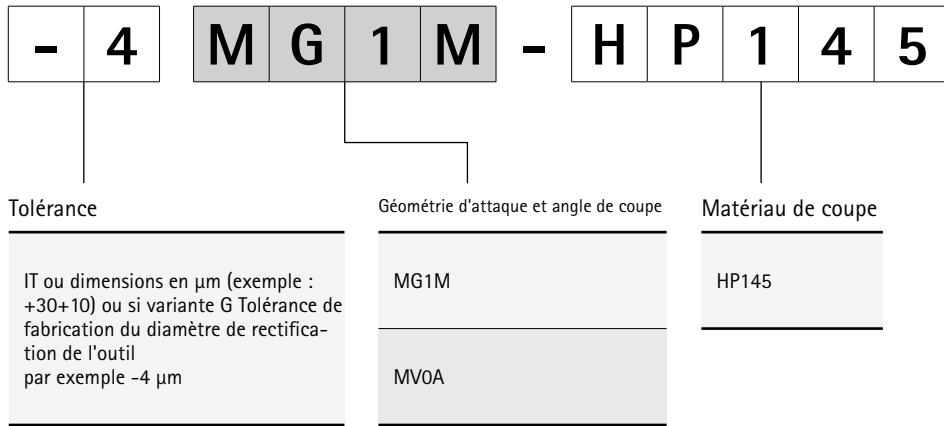 - 4 M G 1 M - H P 1 4 5
Tolérance
Géométrie d'attaque et angle de coupe
Matériau de coupe
IT ou dimensions en µm (exemple :
+30+10) ou si variante G Tolérance de
fabrication du diamètre de rectifica-
tion de l'outil
par exemple -4 µm
MG1M
MV0A
HP145